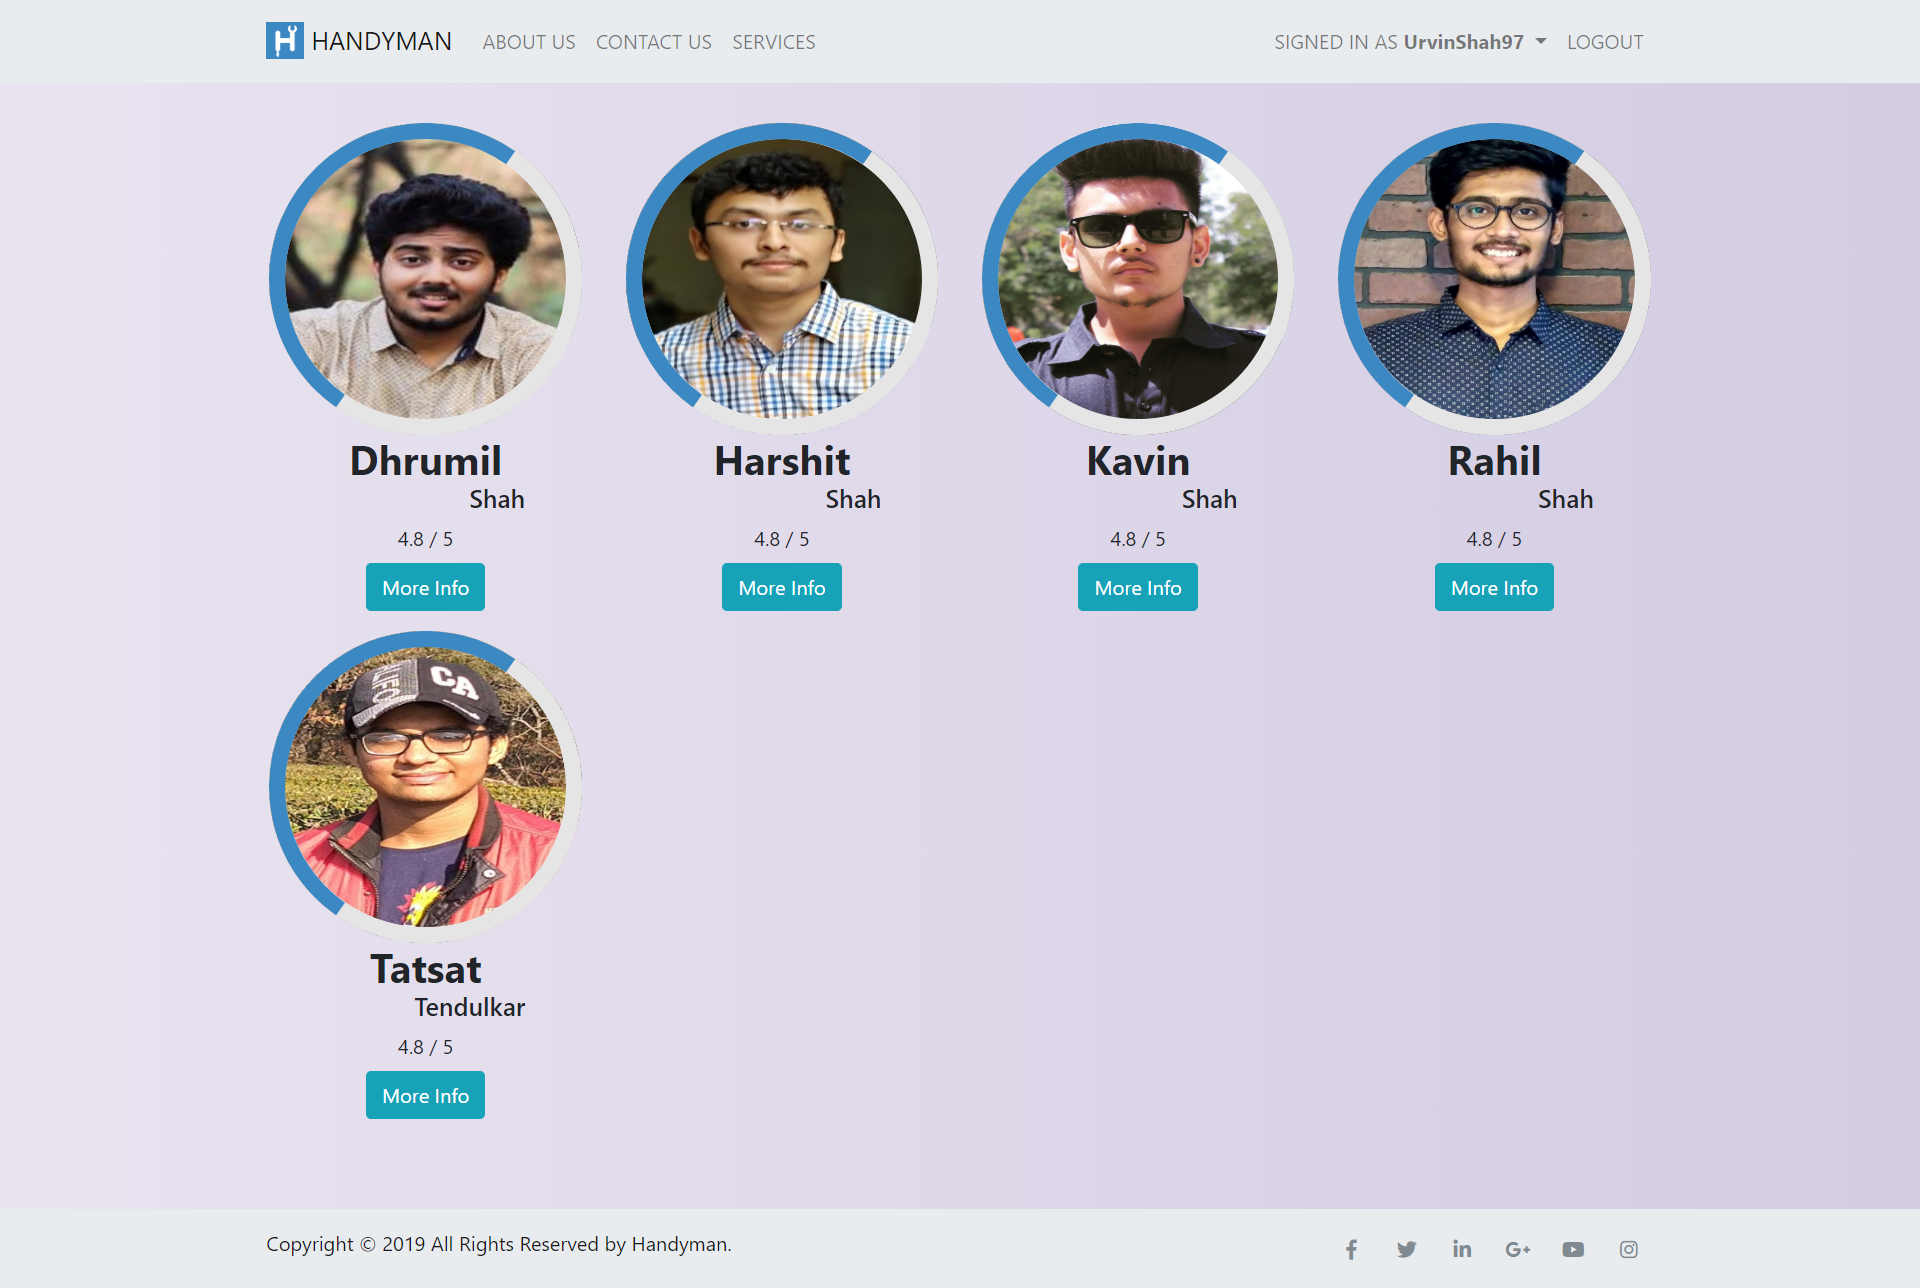 HANDYMAN ABOUT US CONTACT US SERVICES SIGNED IN AS UrvinShah97 LOGOUT
Dhrumil Harshit Kavin Rahil
Shah Shah Shah Shah
4.8 / 5 4.8 / 5 4.8 / 5 4.8 / 5
More Info More Info More Info More Info
CA
Tatsat
Tendulkar
4.8 / 5
More Info
Copyright © 2019 All Rights Reserved by Handyman.